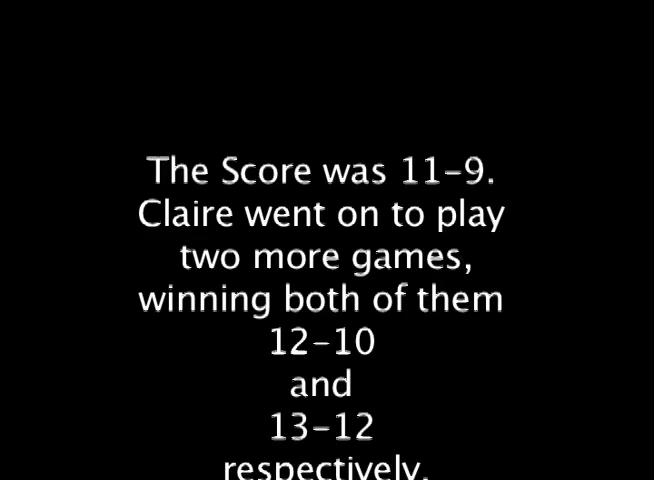 The Score was 11-9.
Claire went on to play
two more games,
winning both of them
12-10
and
13-12
respectively.